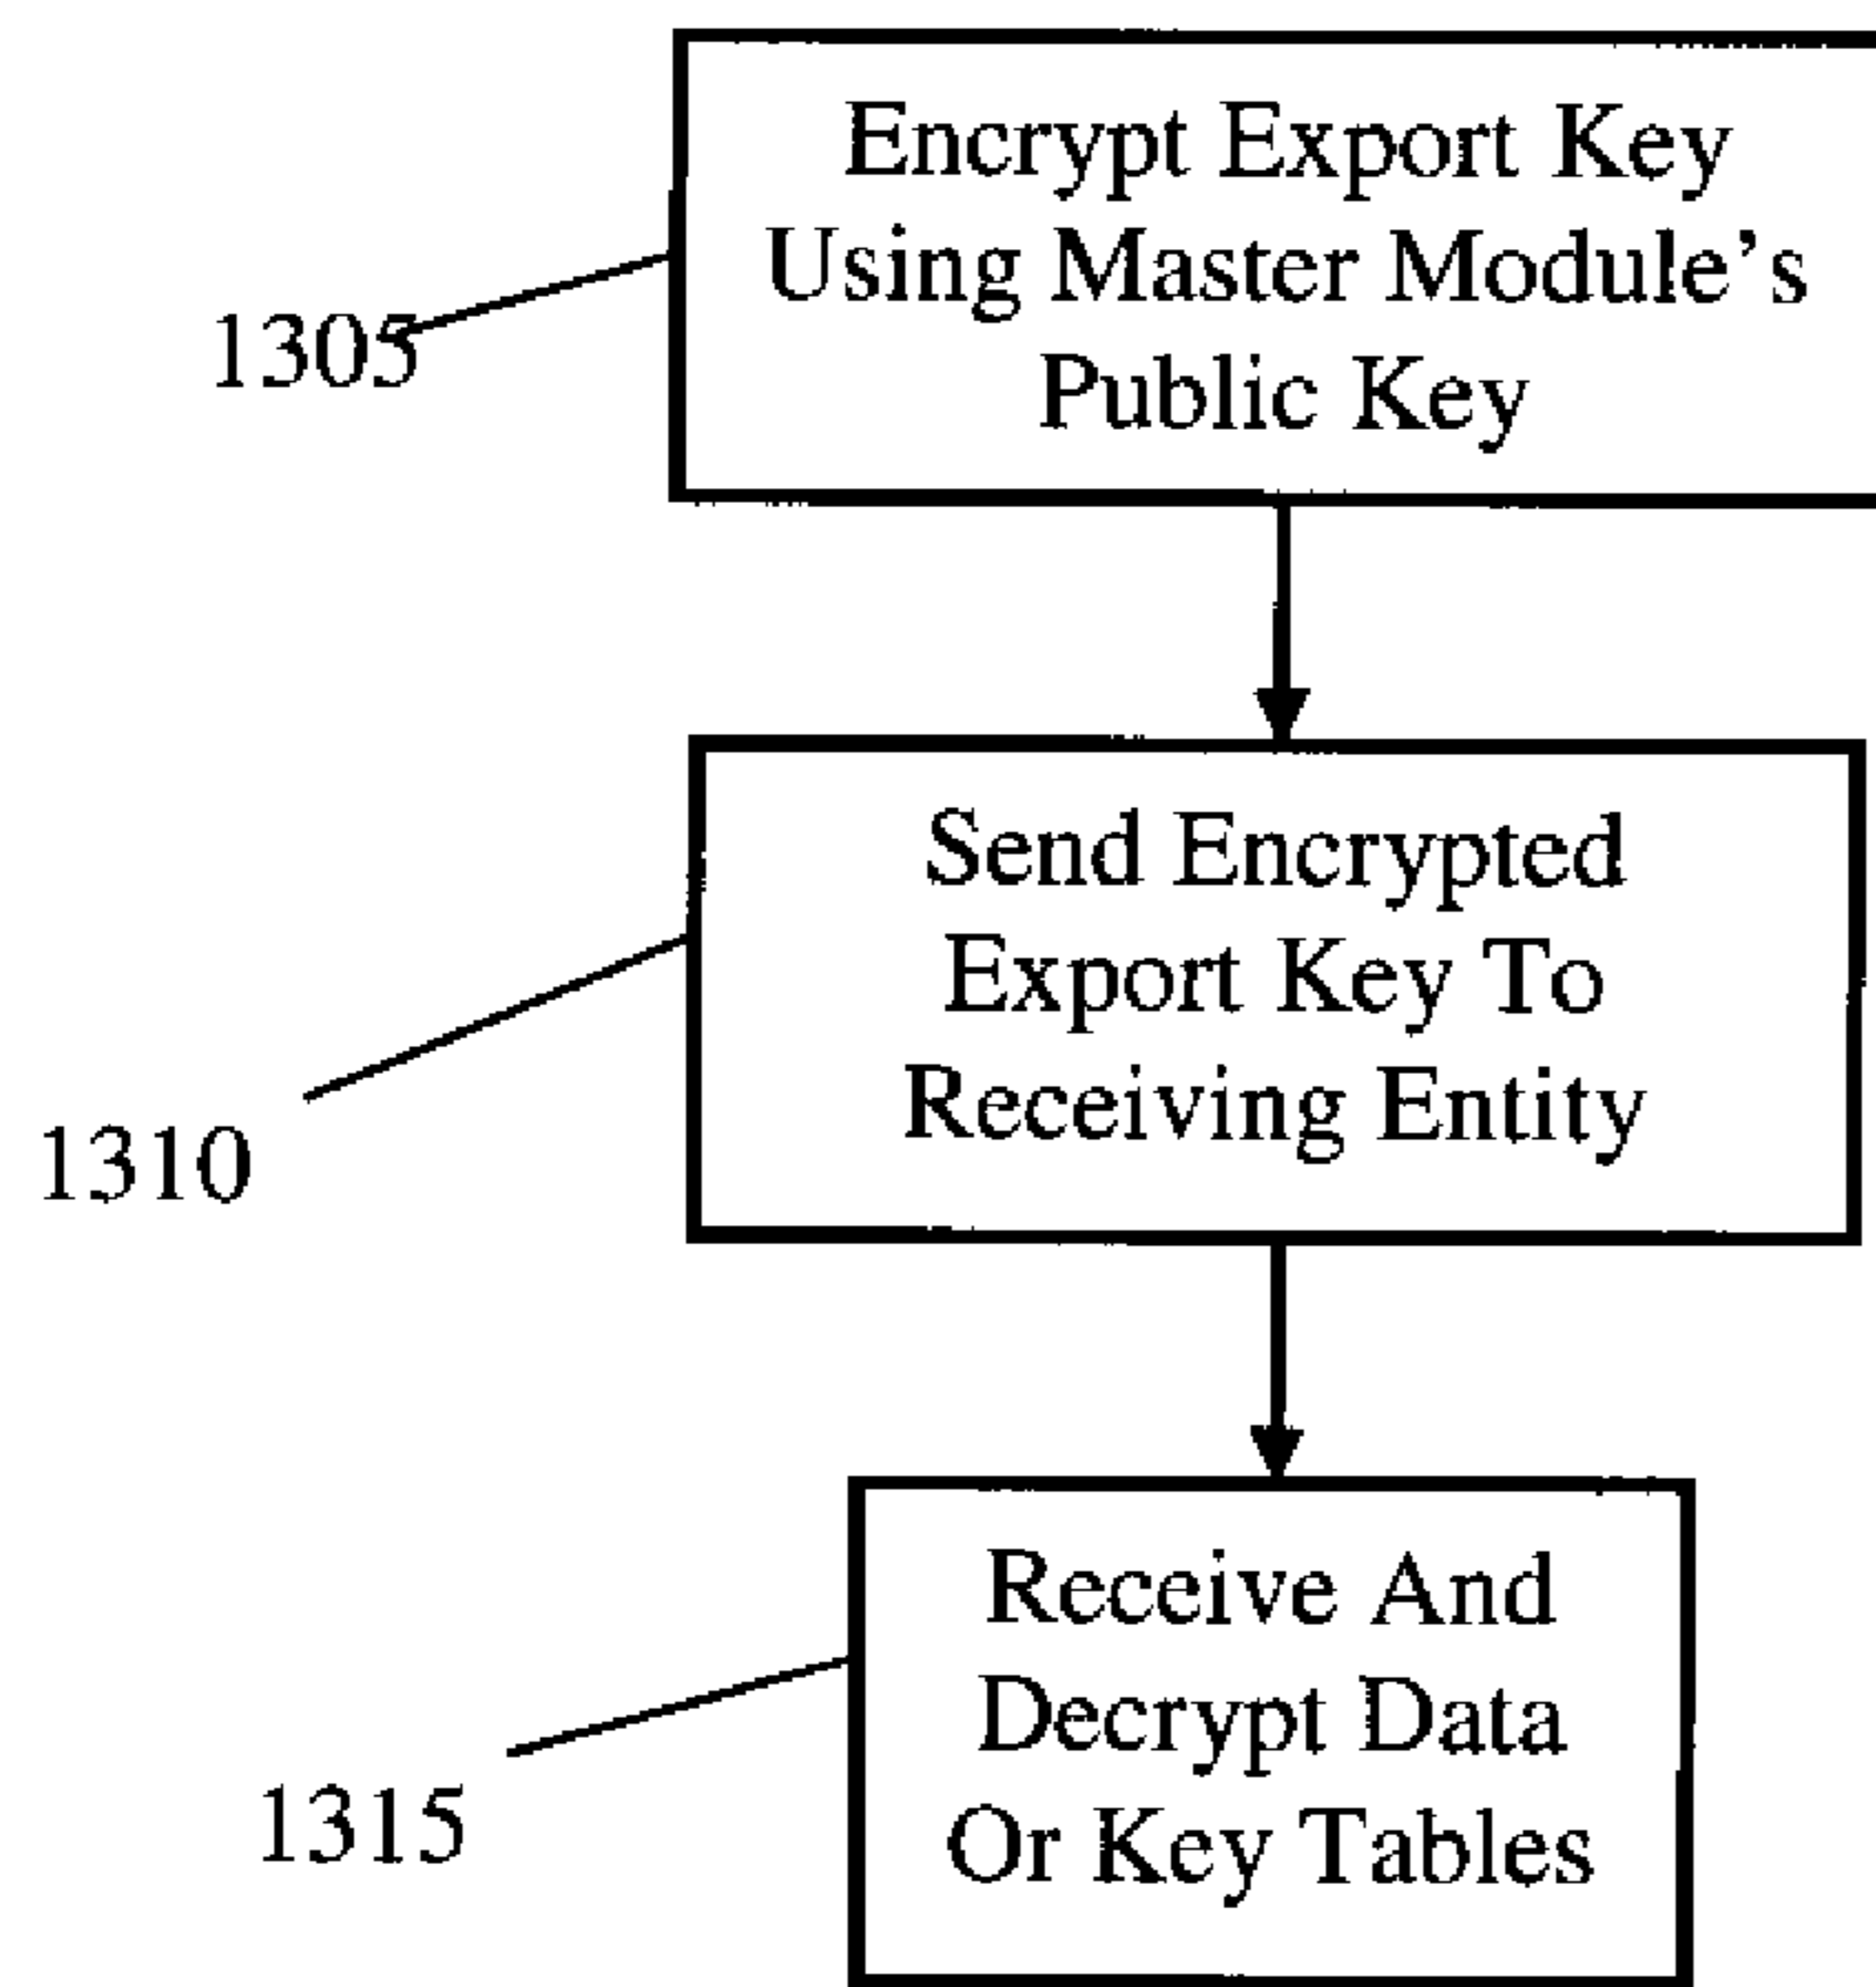 Encrypt Export Key
Using Master Module's
Public Key
1305
Send Encrypted
Export Key To
Receiving Entity
1310
Receive And
Decrypt Data
Or Key Tables
1315